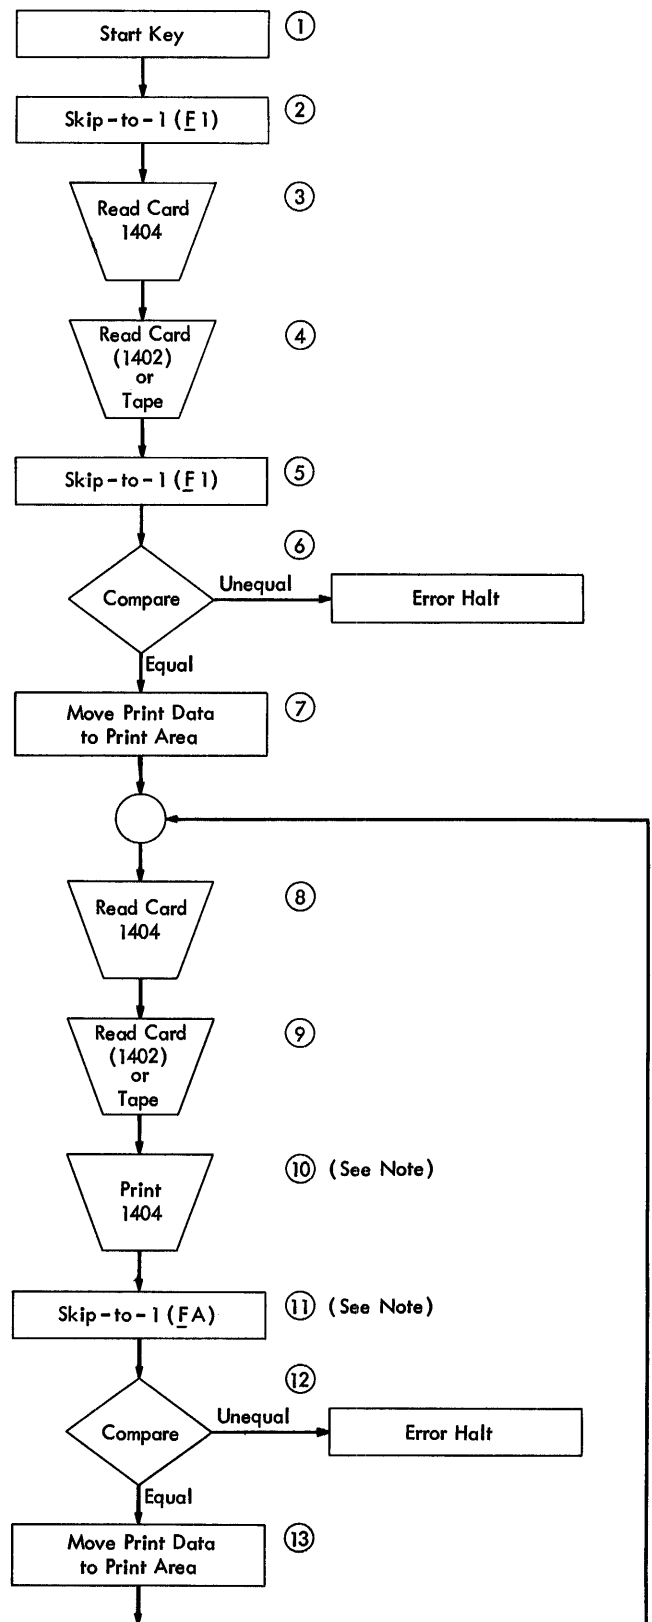 Start Key
1
Skip-to-1 (F 1)
2
Read Card
1404
3
Read Card
(1402)
or
Tape
4
Skip-to-1 (F 1)
5
6
Compare
Unequal
Error Halt
Equal
Move Print Data
to Print Area
7
Read Card
1404
8
Read Card
(1402)
or
Tape
9
Print
1404
10 (See Note)
Skip-to-1 (F A)
11 (See Note)
12
Compare
Unequal
Error Halt
Equal
Move Print Data
to Print Area
13